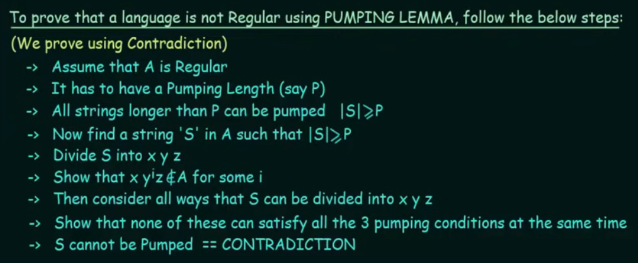 To prove that a language is not Regular using PUMPING LEMMA, follow the below steps:
(We prove using Contradiction)
-> Assume that A is Regular
-> It has to have a Pumping Length (say P)
-> All strings longer than P can be pumped |S|⩾P
-> Now find a string 'S' in A such that |S|⩾P
-> Divide S into x y z
-> Show that x yⁱz∉A for some i
-> Then consider all ways that S can be divided into x y z
-> Show that none of these can satisfy all the 3 pumping conditions at the same time
-> S cannot be Pumped == CONTRADICTION